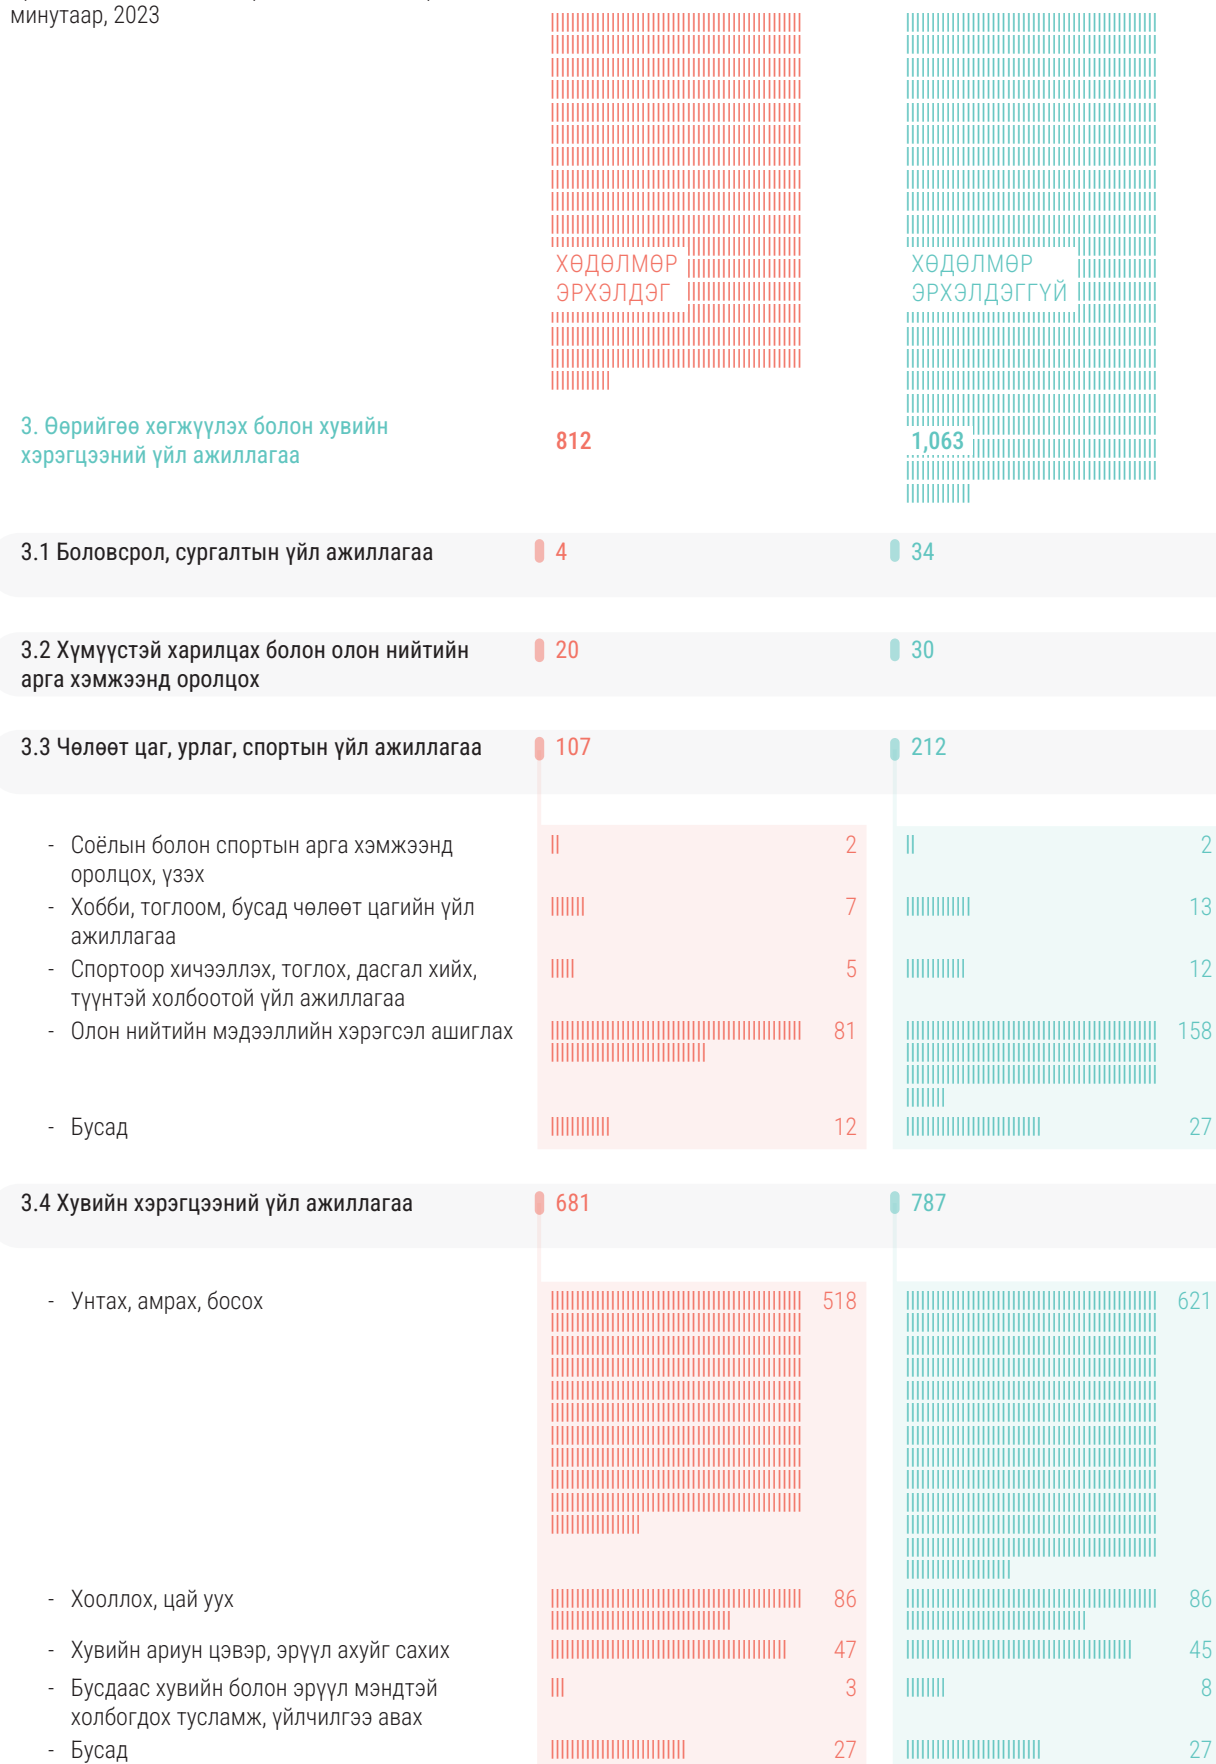 минутаар, 2023
ХӨДӨЛМӨР
ЭРХЭЛДЭГ
ХӨДӨЛМӨР
ЭРХЭЛДЭГГҮЙ
3. Өөрийгөө хөгжүүлэх болон хувийн
хэрэгцээний үйл ажиллагаа
812
1,063
3.1 Боловсрол, сургалтын үйл ажиллагаа
4
34
3.2 Хүмүүстэй харилцах болон олон нийтийн
арга хэмжээнд оролцох
20
30
3.3 Чөлөөт цаг, урлаг, спортын үйл ажиллагаа
107
212
- Соёлын болон спортын арга хэмжээнд
оролцох, үзэх
2
2
- Хобби, тоглоом, бусад чөлөөт цагийн үйл
ажиллагаа
7
13
- Спортоор хичээллэх, тоглох, дасгал хийх,
түүнтэй холбоотой үйл ажиллагаа
5
12
- Олон нийтийн мэдээллийн хэрэгсэл ашиглах
81
158
- Бусад
12
27
3.4 Хувийн хэрэгцээний үйл ажиллагаа
681
787
- Унтах, амрах, босох
518
621
- Хооллох, цай уух
86
86
- Хувийн ариун цэвэр, эрүүл ахуйг сахих
47
45
- Бусдаас хувийн болон эрүүл мэндтэй
холбогдох тусламж, үйлчилгээ авах
3
8
- Бусад
27
27